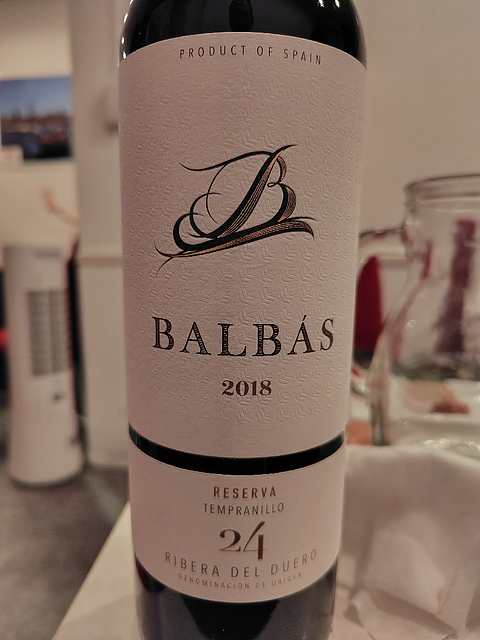 PRODUCT OF SPAIN
B
BALBÁS
2018
RESERVA
TEMPRANILLO
24
RIBERA DEL DUERO
DENOMINACIÓN DE ORIGEN